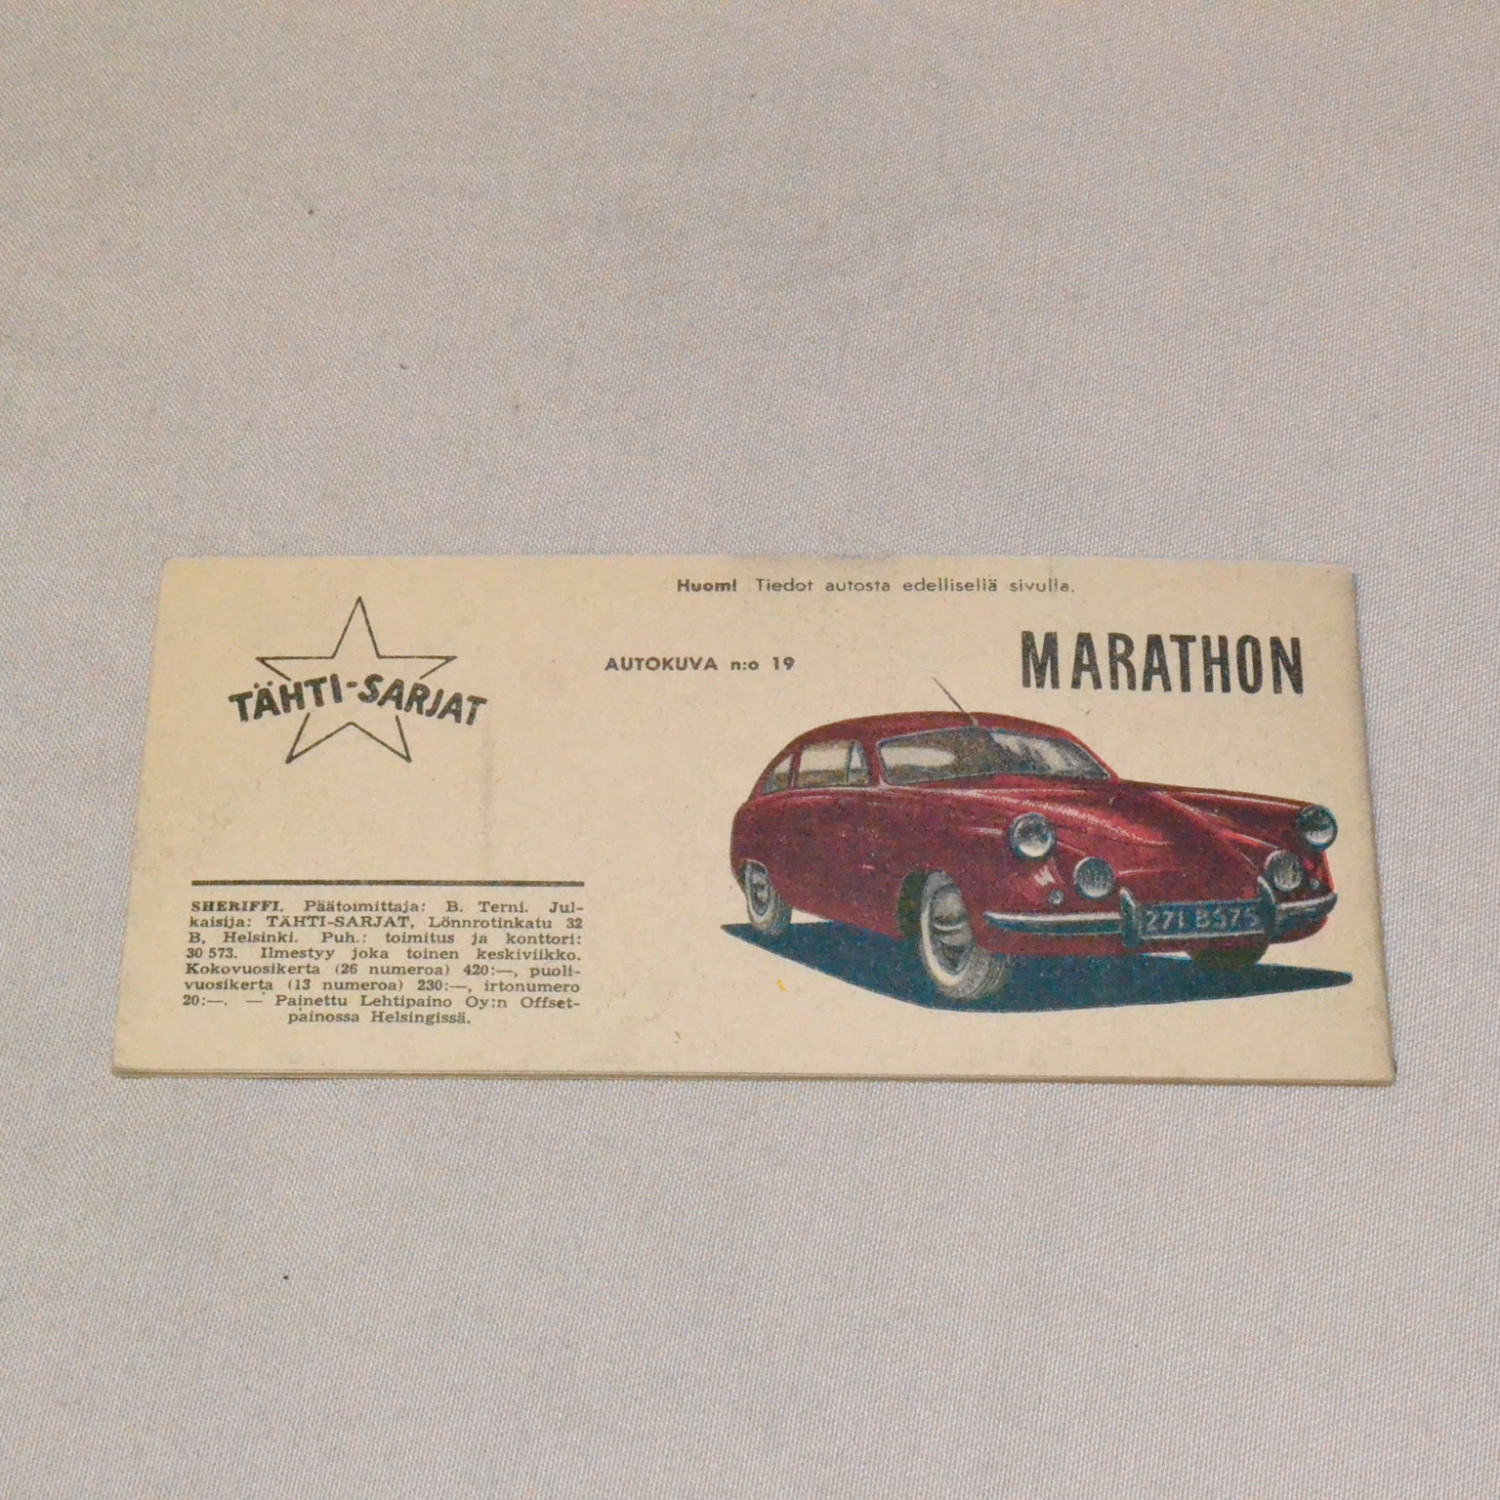 Huom! Tiedot autosta edellisellä sivulla.
TÄHTI-SARJAT
AUTOKUVA n:o 19
MARATHON
SHERIFFI. Päätoimittaja: B. Terni. Jul-
kaisija: TÄHTI-SARJAT, Lönnrotinkatu 32
B, Helsinki. Puh.: toimitus ja konttori:
30 573. Ilmestyy joka toinen keskiviikko.
Kokovuosikerta (26 numeroa) 420:—, puoli-
vuosikerta (13 numeroa) 230:—, irtonumero
20:—. — Painettu Lehtipaino Oy:n Offset-
painossa Helsingissä.